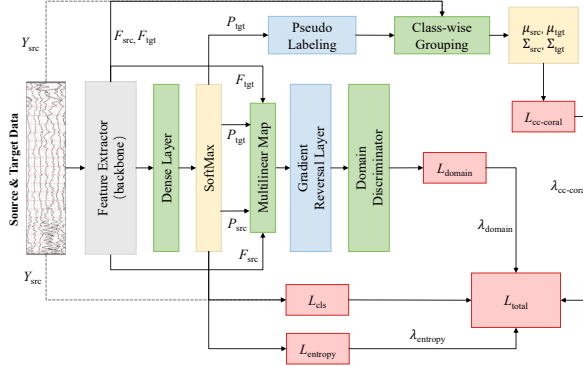 Y_src
F_src, F_tgt
P_tgt
Pseudo
Labeling
Class-wise
Grouping
μ_src, μ_tgt
Σ_src, Σ_tgt
Source & Target Data
Feature Extractor
(backbone)
Dense Layer
SoftMax
F_tgt
P_tgt
P_src
F_src
Multilinear Map
Gradient
Reversal Layer
Domain
Discriminator
L_domain
L_cc-coral
λ_cc-coral
λ_domain
Y_src
L_cls
L_total
L_entropy
λ_entropy